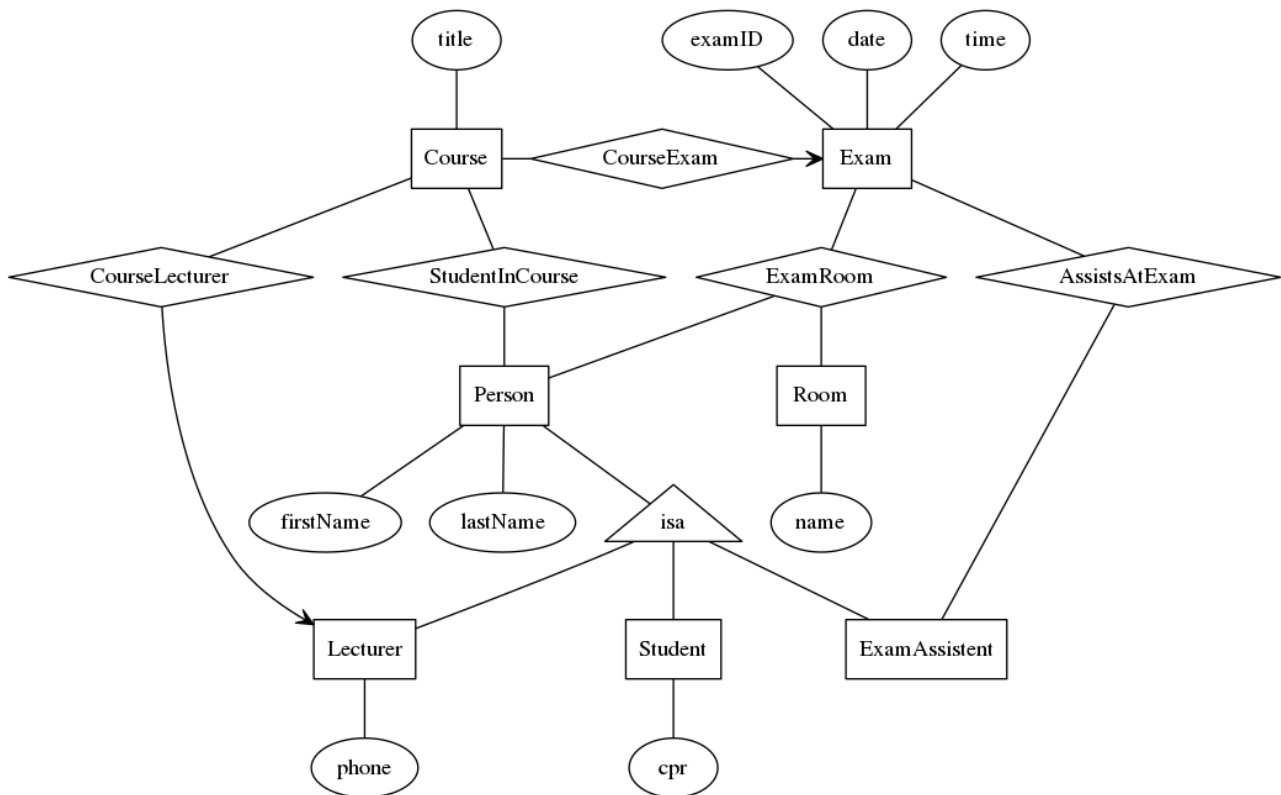 title
examID
date
time
Course
CourseExam
Exam
CourseLecturer
StudentInCourse
ExamRoom
AssistsAtExam
Person
Room
firstName
lastName
isa
name
Lecturer
Student
ExamAssistent
phone
cpr